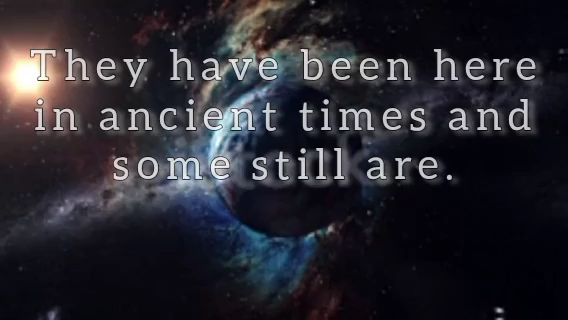 They have been here
in ancient times and
some still are.